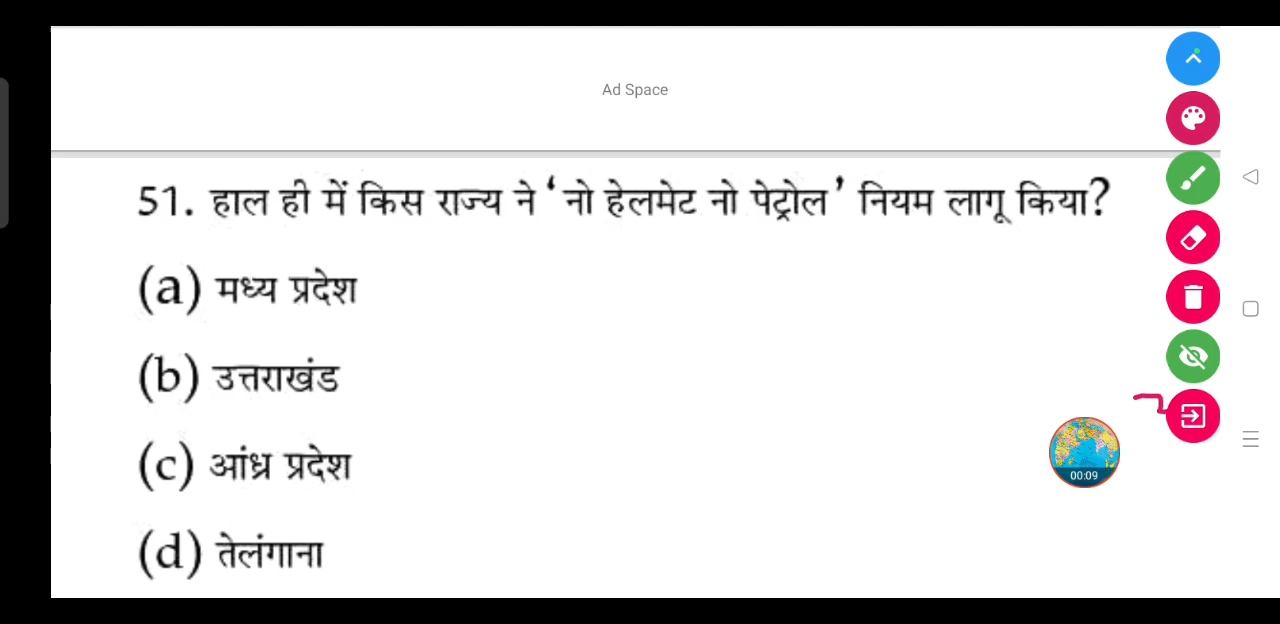 Ad Space
51. हाल ही में किस राज्य ने ‘नो हेलमेट नो पेट्रोल’ नियम लागू किया?
(a) मध्य प्रदेश
(b) उत्तराखंड
(c) आंध्र प्रदेश
00:09
(d) तेलंगाना